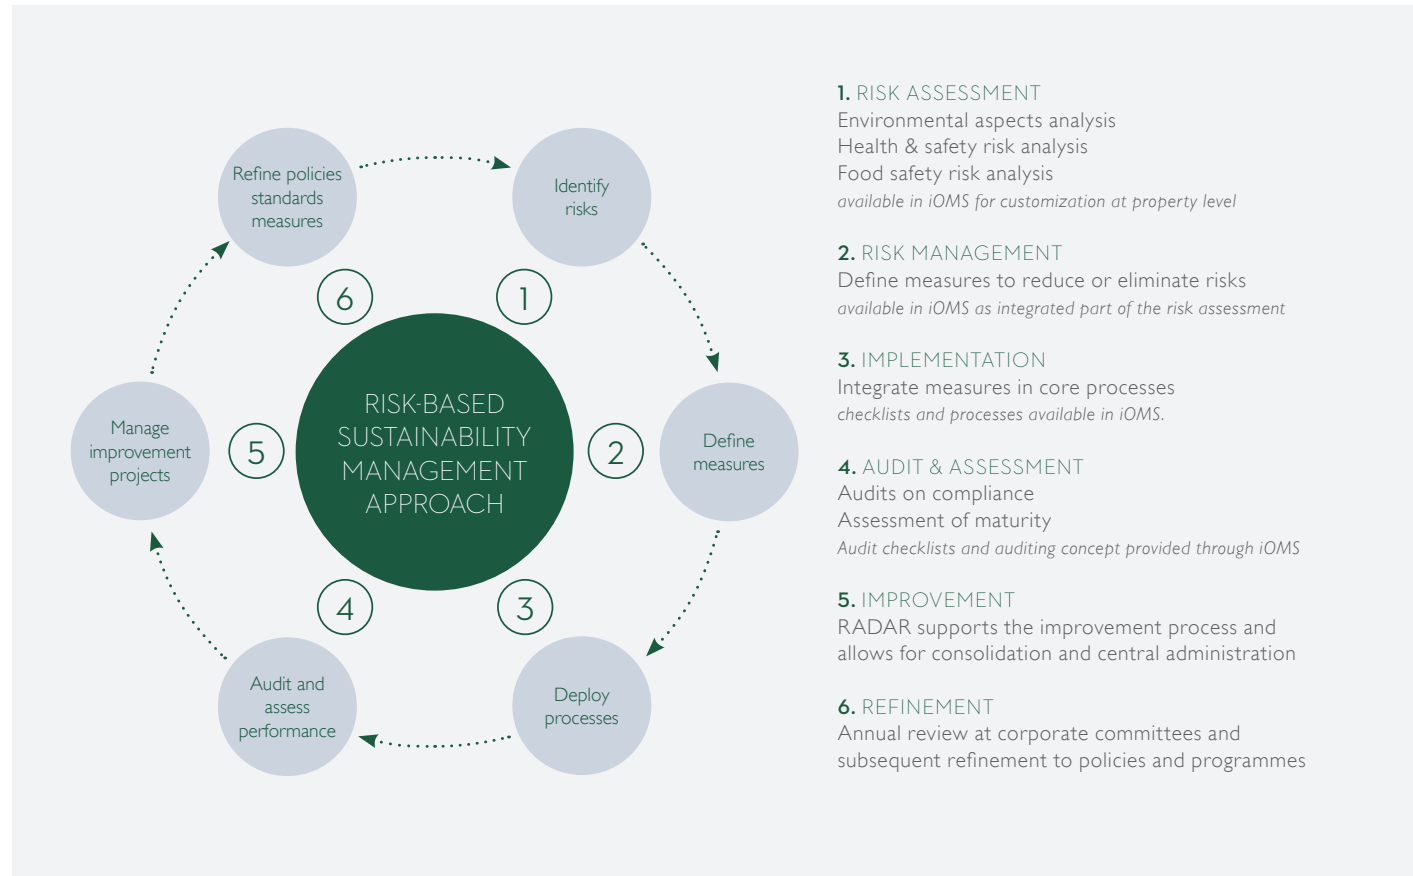 Refine policies
standards
measures
Identify
risks
6
1
Manage
improvement
projects
5
RISK-BASED
SUSTAINABILITY
MANAGEMENT
APPROACH
2
Define
measures
4
3
Audit and
assess
performance
Deploy
processes
1. RISK ASSESSMENT
Environmental aspects analysis
Health & safety risk analysis
Food safety risk analysis
available in iOMS for customization at property level
2. RISK MANAGEMENT
Define measures to reduce or eliminate risks
available in iOMS as integrated part of the risk assessment
3. IMPLEMENTATION
Integrate measures in core processes
checklists and processes available in iOMS.
4. AUDIT & ASSESSMENT
Audits on compliance
Assessment of maturity
Audit checklists and auditing concept provided through iOMS
5. IMPROVEMENT
RADAR supports the improvement process and
allows for consolidation and central administration
6. REFINEMENT
Annual review at corporate committees and
subsequent refinement to policies and programmes